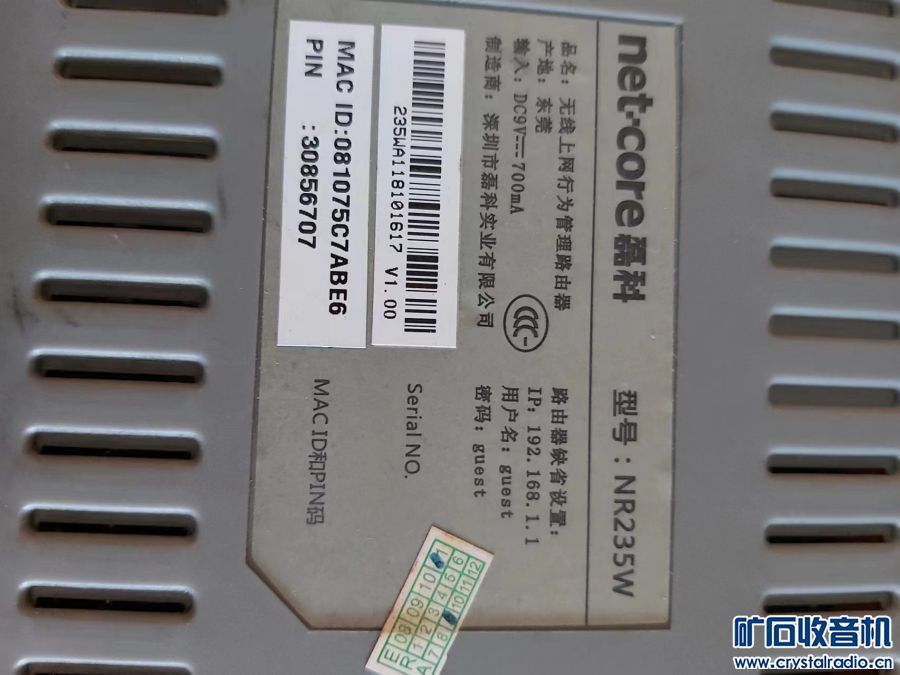 net·core磊科
型号：NR235W
品名：无线上网行为管理路由器
产地：东莞
输入：DC9V---700mA
制造商：深圳市磊科实业有限公司
路由器缺省设置：
IP：192.168.1.1
用户名：guest
密码：guest
235WA118101617 V1.00
Serial NO.
MAC ID:081075C7ABE6
PIN :30856707
MAC ID和PIN码
矿石收音机
www.crystalradio.cn